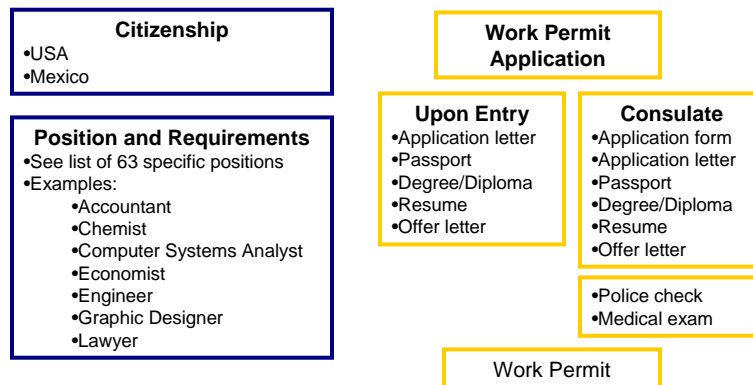 Citizenship
•USA
•Mexico
Position and Requirements
•See list of 63 specific positions
•Examples:
•Accountant
•Chemist
•Computer Systems Analyst
•Economist
•Engineer
•Graphic Designer
•Lawyer
Work Permit
Application
Upon Entry
•Application letter
•Passport
•Degree/Diploma
•Resume
•Offer letter
Consulate
•Application form
•Application letter
•Passport
•Degree/Diploma
•Resume
•Offer letter
•Police check
•Medical exam
Work Permit